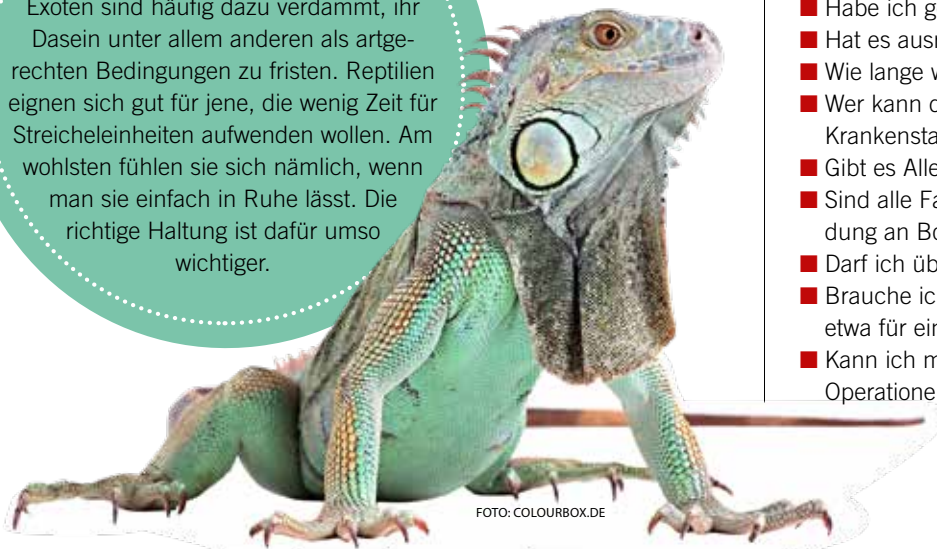 Exoten sind häufig dazu verdammt, ihr
Dasein unter allem anderen als artge-
rechten Bedingungen zu fristen. Reptilien
eignen sich gut für jene, die wenig Zeit für
Streicheleinheiten aufwenden wollen. Am
wohlsten fühlen sie sich nämlich, wenn
man sie einfach in Ruhe lässt. Die
richtige Haltung ist dafür umso
wichtiger.
FOTO: COLOURBOX.DE
■ Habe ich
■ Hat es
■ Wie lange
■ Wer kann
■ Gibt es
■ Sind alle
dung an
■ Darf ich
■ Brauche
etwa für
■ Kann ich